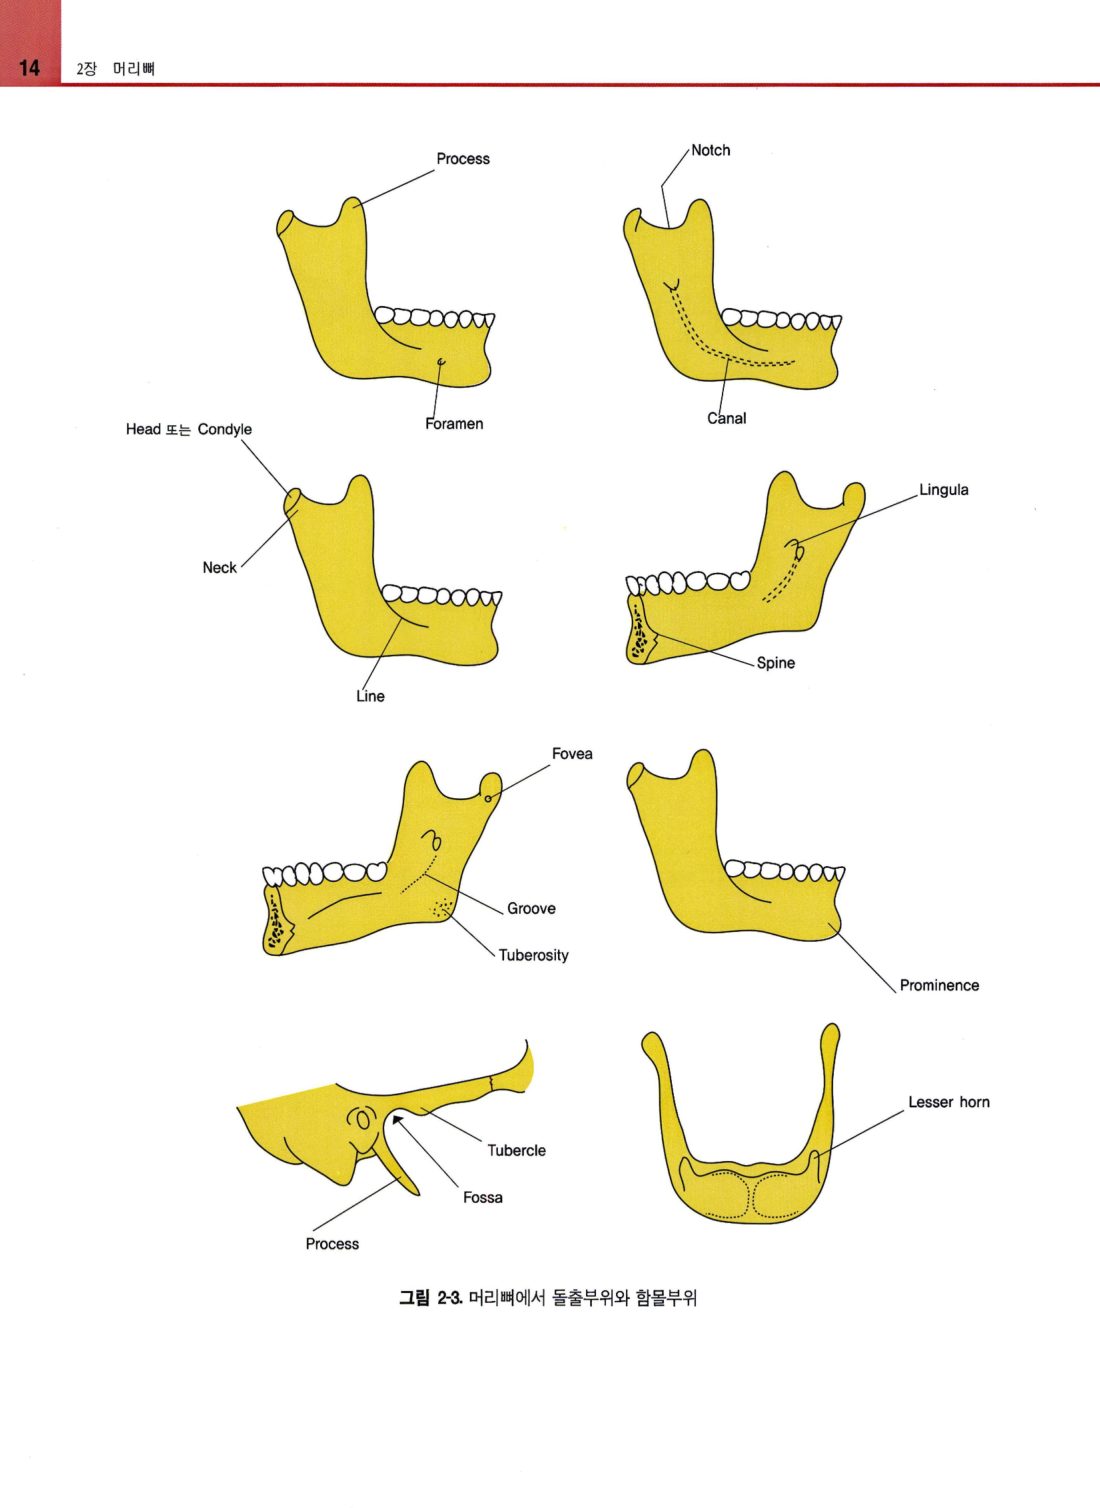 14 2장 머리뼈
Process
Notch
Foramen
Canal
Head 또는 Condyle
Lingula
Neck
Spine
Line
Fovea
Groove
Tuberosity
Prominence
Lesser horn
Tubercle
Fossa
Process
그림 2-3. 머리뼈에서 돌출부위와 함몰부위